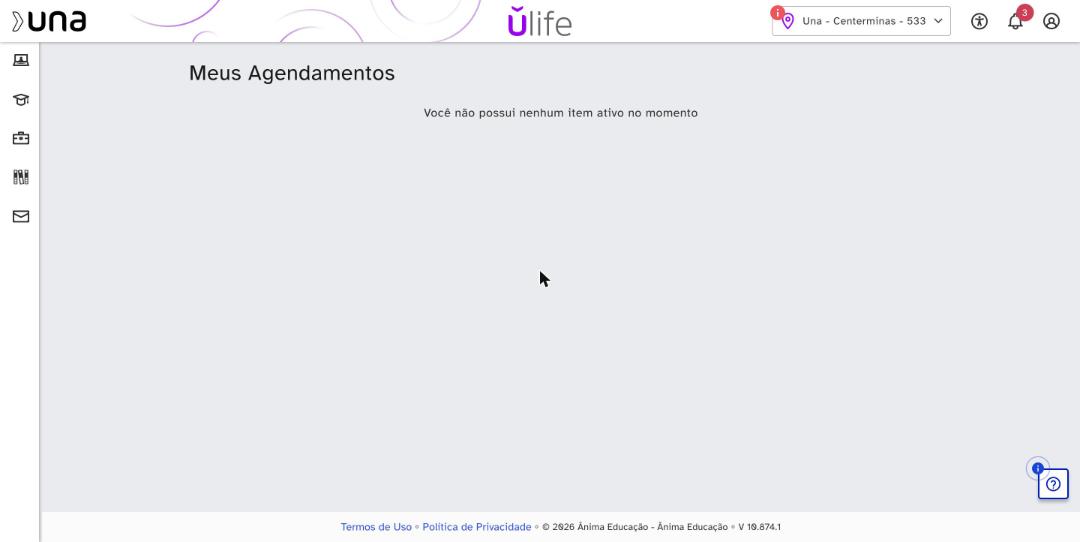 una
Ŭlife
Una - Centerminas - 533
3
Meus Agendamentos
Você não possui nenhum item ativo no momento
Termos de Uso • Política de Privacidade • © 2026 Ânima Educação - Ânima Educação • V 10.874.1